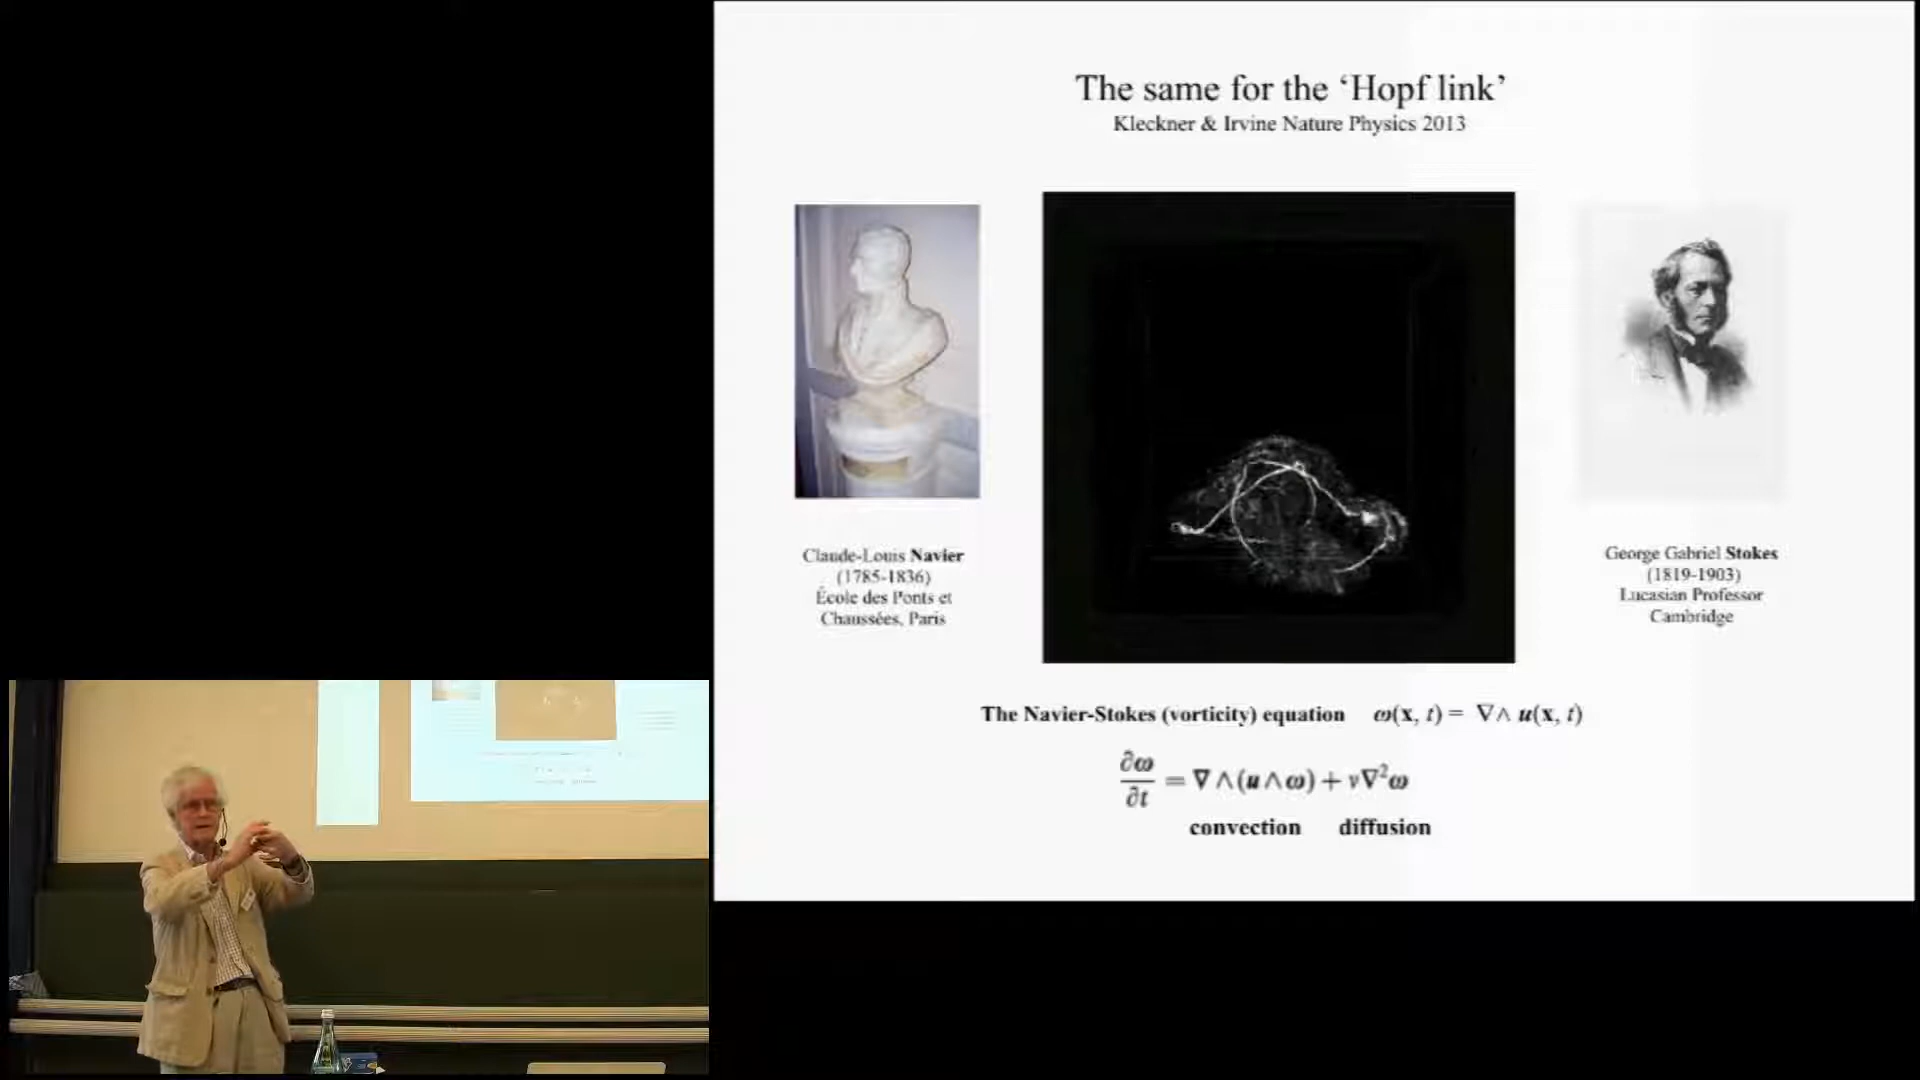 The same for the ‘Hopf link’
Kleckner & Irvine Nature Physics 2013
Claude-Louis Navier
(1785-1836)
École des Ponts et
Chaussées, Paris
George Gabriel Stokes
(1819-1903)
Lucasian Professor
Cambridge
The Navier-Stokes (vorticity) equation ω(x, t) = ∇∧ u(x, t)
∂ω/∂t = ∇∧(u∧ω) + ν∇²ω
convection diffusion